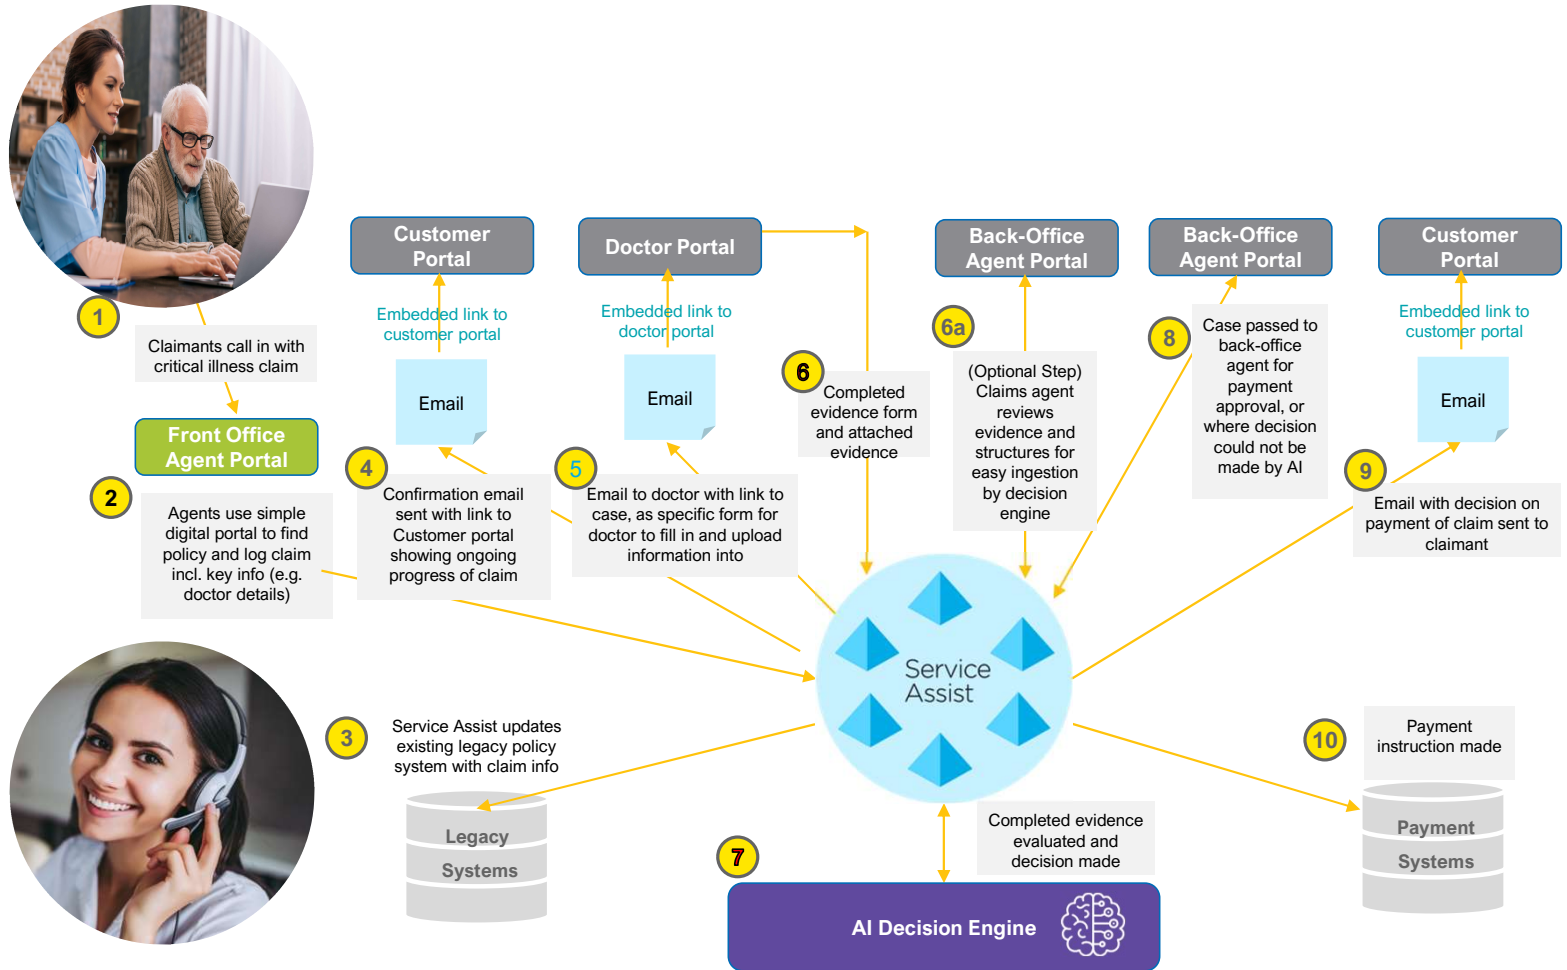 1
Claimants call in with
critical illness claim
Front Office
Agent Portal
2
Agents use simple
digital portal to find
policy and log claim
incl. key info (e.g.
doctor details)
3
Service Assist updates
existing legacy policy
system with claim info
Legacy
Systems
Customer
Portal
Embedded link to
customer portal
Email
4
Confirmation email
sent with link to
Customer portal
showing ongoing
progress of claim
Doctor Portal
Embedded link to
doctor portal
Email
5
Email to doctor with link to
case, as specific form for
doctor to fill in and upload
information into
6
Completed
evidence form
and attached
evidence
Back-Office
Agent Portal
6a
(Optional Step)
Claims agent
reviews
evidence and
structures for
easy ingestion
by decision
engine
Service
Assist
7
Completed evidence
evaluated and
decision made
AI Decision Engine
Back-Office
Agent Portal
8
Case passed to
back-office
agent for
payment
approval, or
where decision
could not be
made by AI
Customer
Portal
Embedded link to
customer portal
Email
9
Email with decision on
payment of claim sent to
claimant
10
Payment
instruction made
Payment
Systems